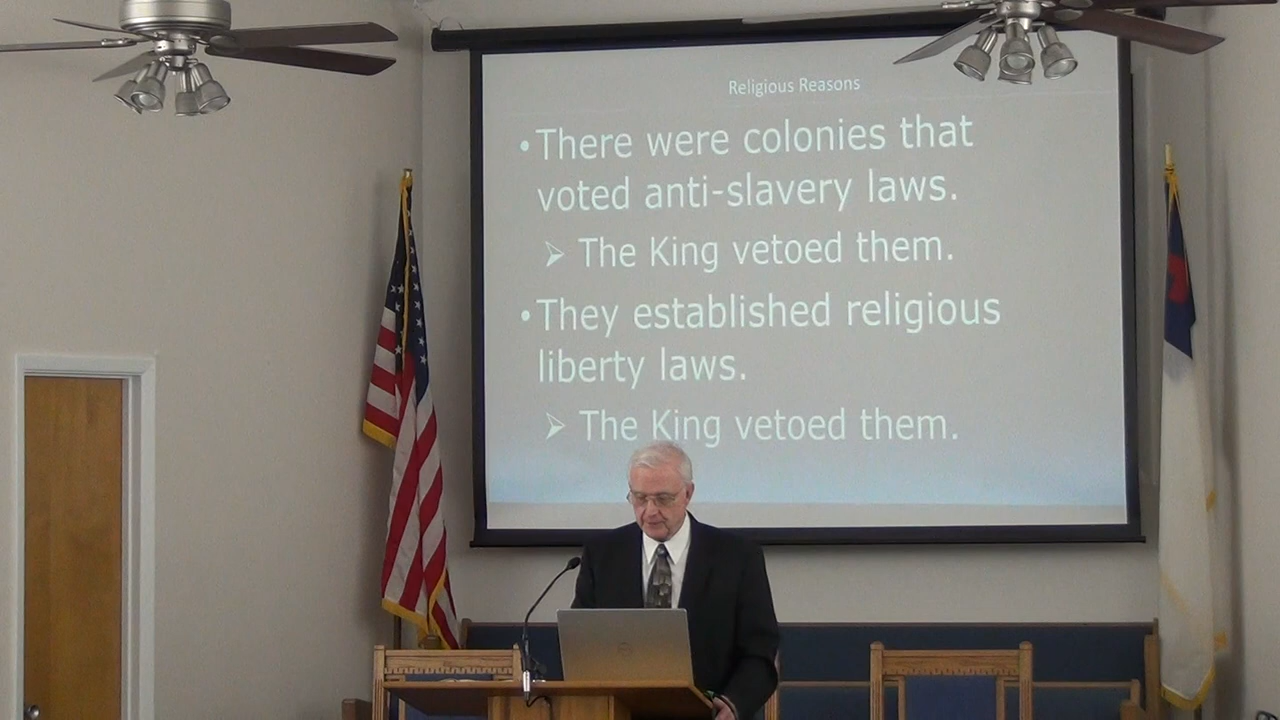 Religious Reasons
•There were colonies that
voted anti-slavery laws.
➢ The King vetoed them.
•They established religious
liberty laws.
➢ The King vetoed them.